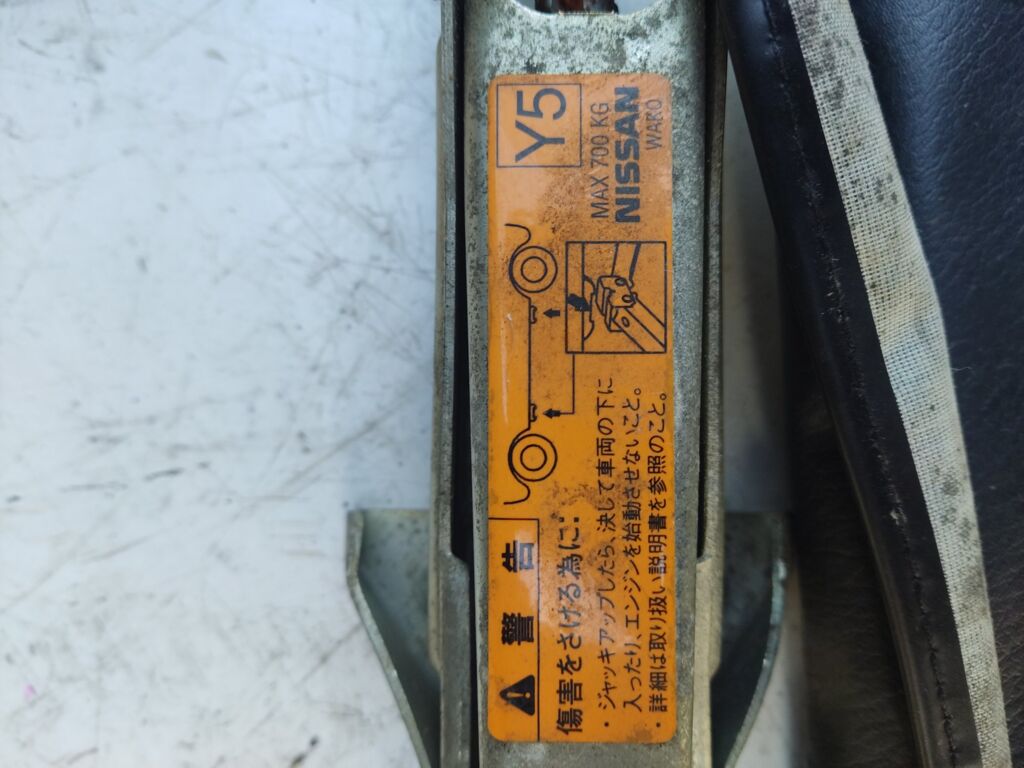 警告
傷害をさける為に:
・ジャッキアップしたら、決して車両の下に
入ったり、エンジンを始動させないこと。
・詳細は取り扱い説明書を参照のこと。
Y5
MAX 700 KG
NISSAN
WAKO